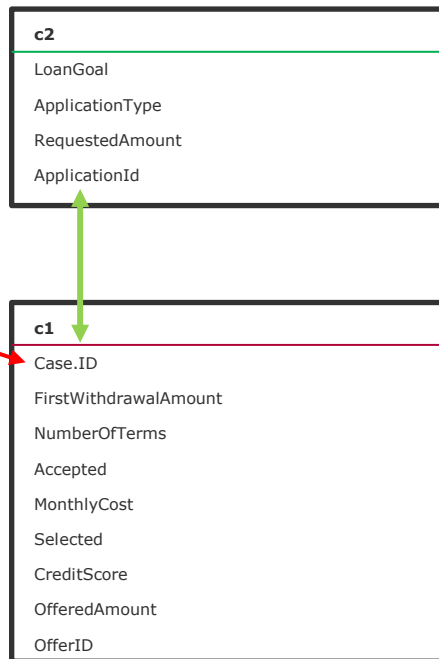 c2
LoanGoal
ApplicationType
RequestedAmount
ApplicationId
c1
Case.ID
FirstWithdrawalAmount
NumberOfTerms
Accepted
MonthlyCost
Selected
CreditScore
OfferedAmount
OfferID